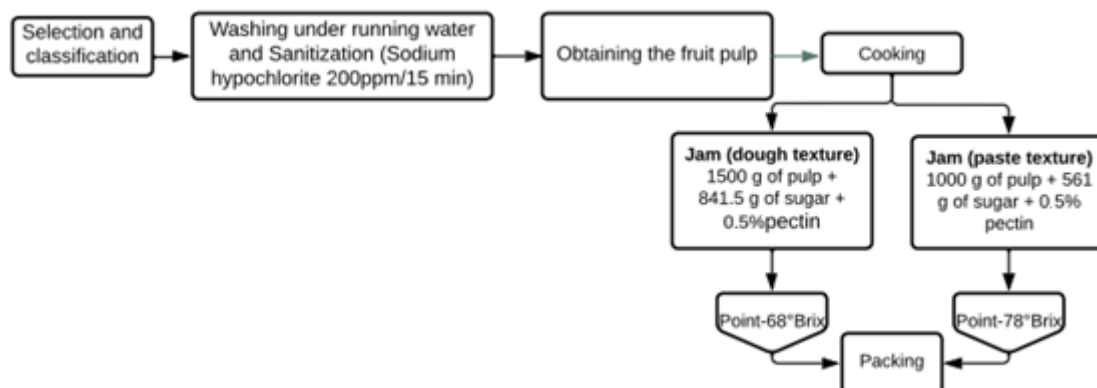 Selection and
classification
Washing under running water
and Sanitization (Sodium
hypochlorite 200ppm/15 min)
Obtaining the fruit pulp
Cooking
Jam (dough texture)
1500 g of pulp +
841.5 g of sugar +
0.5%pectin
Jam (paste texture)
1000 g of pulp + 561
g of sugar + 0.5%
pectin
Point-68°Brix
Point-78°Brix
Packing